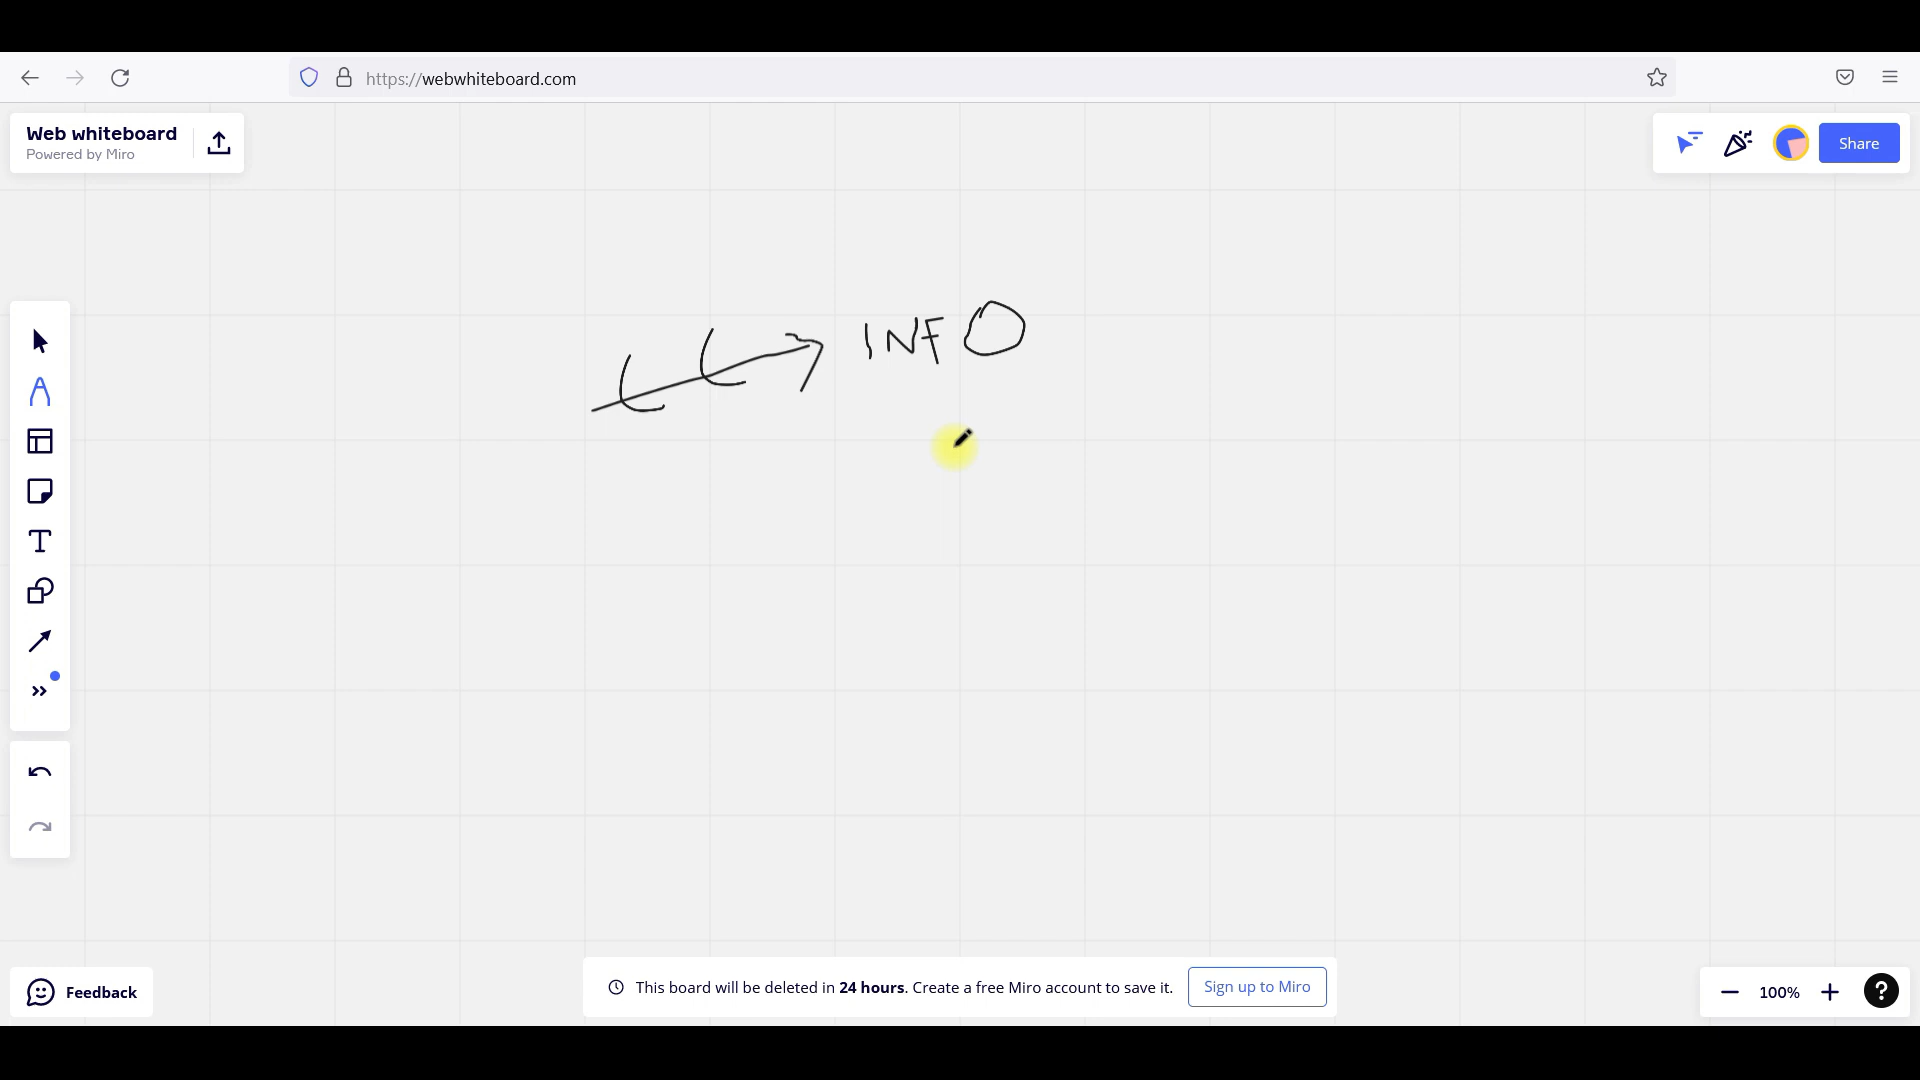 https://webwhiteboard.com
Web whiteboard
Powered by Miro
Share
INFO
Feedback
This board will be deleted in 24 hours. Create a free Miro account to save it.
Sign up to Miro
100%